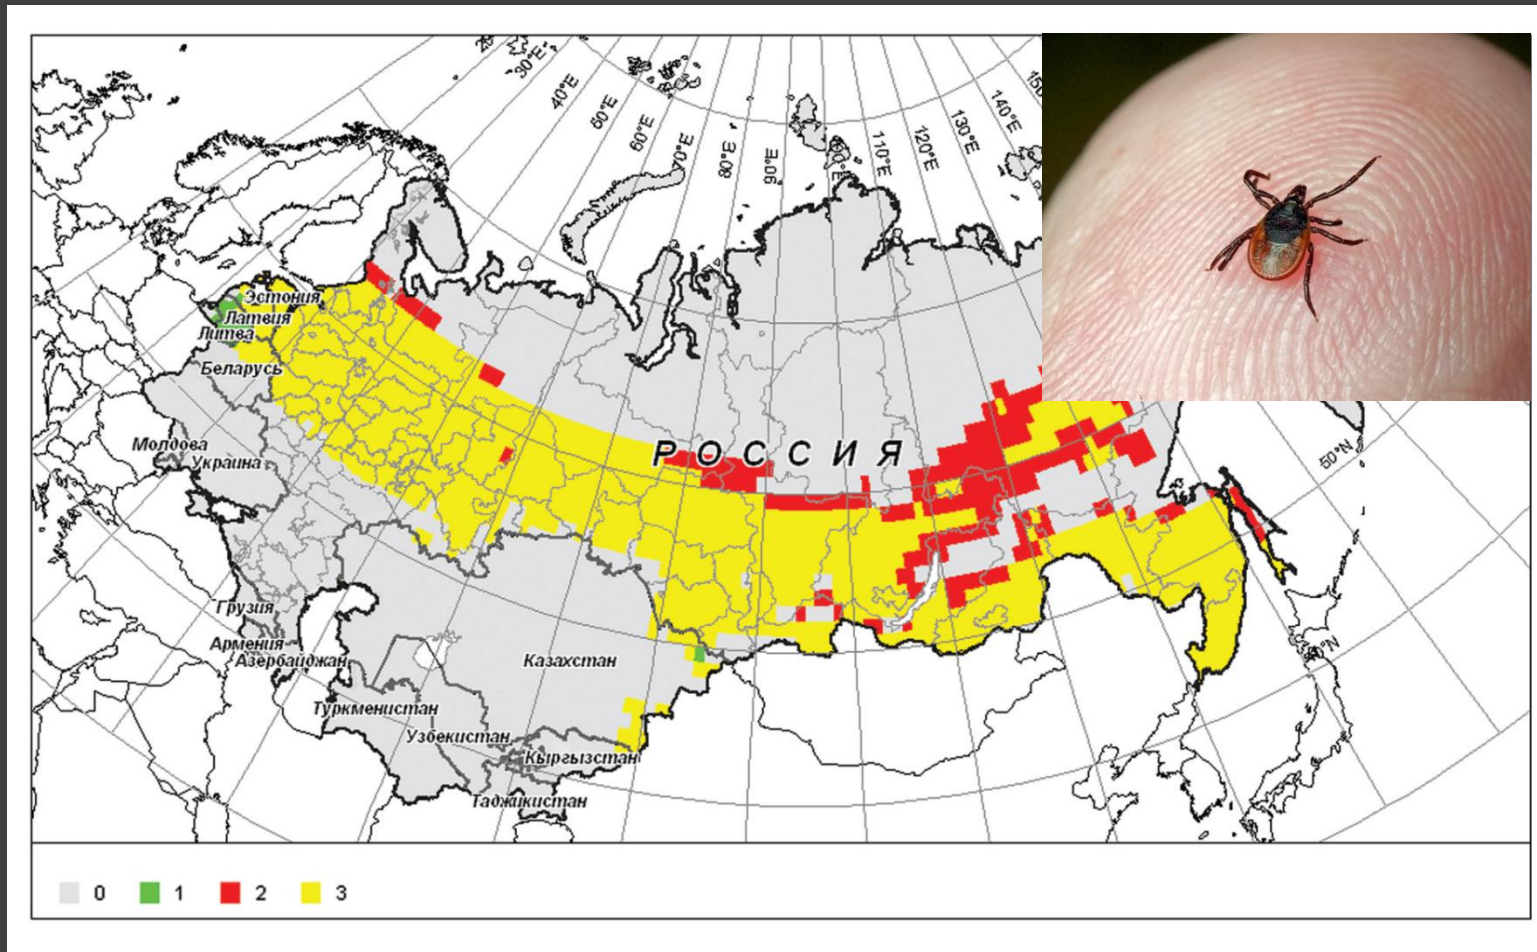 30°E
40°E
50°E
60°E
70°E
80°E
90°E
110°E
120°E
130°E
140°E
Эстония
Латвия
Литва
Беларусь
РОССИЯ
Молдова
Украина
50°N
Грузия
Армения
Азербайджан
Казахстан
Туркменистан
Узбекистан
Кыргызстан
Таджикистан
0 1 2 3